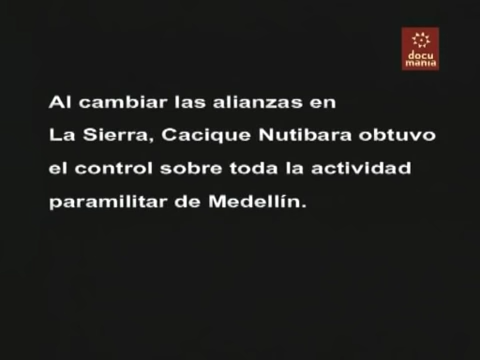 docu
mania
Al cambiar las alianzas en
La Sierra, Cacique Nutibara obtuvo
el control sobre toda la actividad
paramilitar de Medellín.